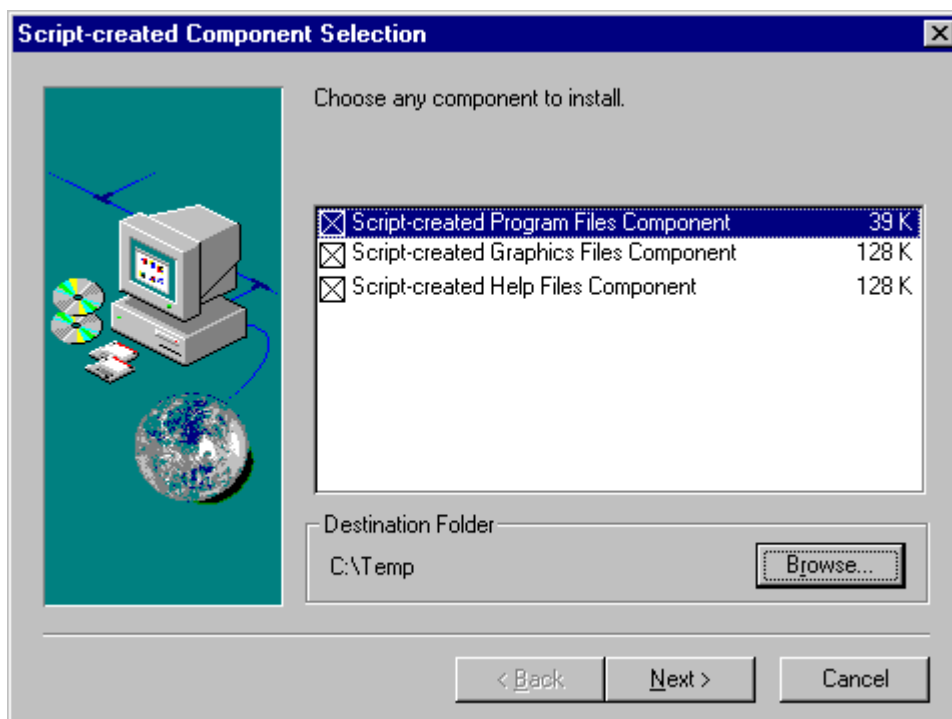 Script-created Component Selection
Choose any component to install.
Script-created Program Files Component 39 K
Script-created Graphics Files Component 128 K
Script-created Help Files Component 128 K
Destination Folder
C:\Temp
Browse...
< Back
Next >
Cancel